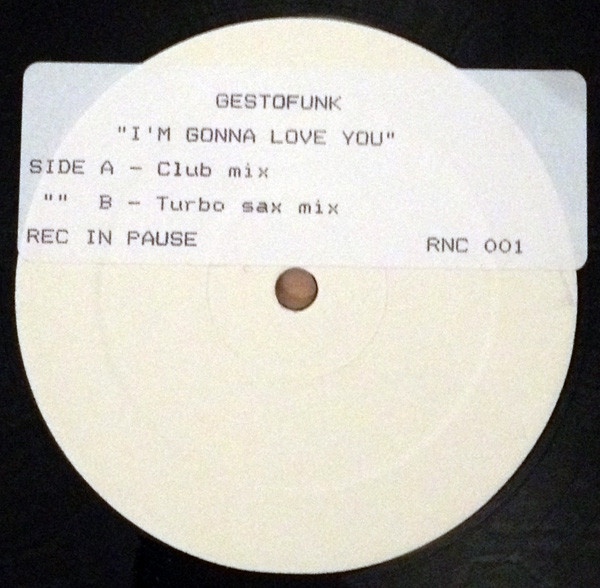 GESTOFUNK
"I'M GONNA LOVE YOU"
SIDE A - Club mix
"" B - Turbo sax mix
REC IN PAUSE RNC 001